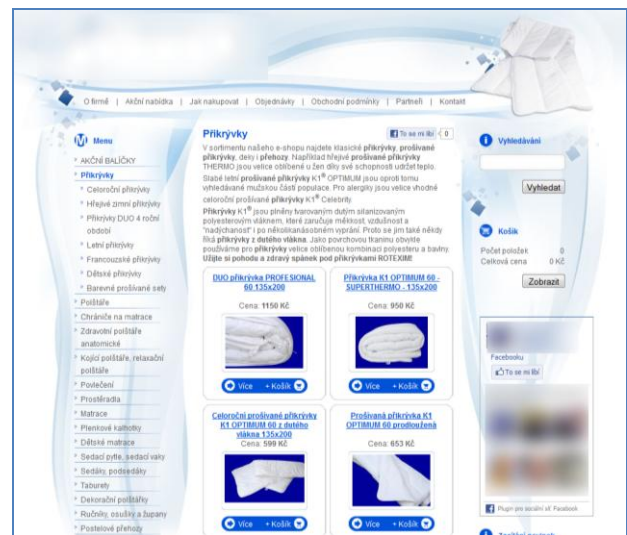 O firmě | Akční nabídka | Jak nakupovat | Objednávky | Obchodní podmínky | Partneři | Kontakt
Menu
AKČNÍ BALÍČKY
Přikrývky
Celoroční přikrývky
Hřejivé zimní přikrývky
Přikrývky DUO 4 roční
období
Letní přikrývky
Francouzské přikrývky
Dětské přikrývky
Barevné prošívané sety
Polštáře
Chrániče na matrace
Zdravotní polštáře
anatomické
Kojící polštáře, relaxační
polštáře
Povlečení
Prostěradla
Matrace
Plenkové kalhotky
Dětské matrace
Sedací pytle, sedací vaky
Sedáky, podsedáky
Taburety
Dekorační polštářky
Ručníky, osušky a župany
Postelové přehozy
Přikrývky
To se mi líbí 0
V sortimentu našeho e-shopu najdete klasické přikrývky, prošívané
přikrývky, deky i přehozy. Například hřejivé prošívané přikrývky
THERMO jsou velice oblíbené u žen díky své schopnosti udržet teplo.
Slabé letní prošívané přikrývky K1® OPTIMUM jsou oproti tomu
vyhledávané mužskou částí populace. Pro alergiky jsou velice vhodné
celoroční prošívané přikrývky K1® Celebrity.
Přikrývky K1® jsou plněny tvarovaným dutým silanizovaným
polyesterovým vláknem, které zaručuje měkkost, vzdušnost a
"nadýchanost" i po několikanásobném vyprání. Proto se jim také někdy
říká přikrývky z dutého vlákna. Jako povrchovou tkaninu obvykle
používáme pro přikrývky velice oblíbenou kombinaci polyesteru a bavlny.
Užijte si pohodu a zdravý spánek pod přikrývkami ROTEXIM!
DUO přikrývka PROFESIONAL
60 135x200
Cena: 1150 Kč
Více + Košík
Přikrývka K1 OPTIMUM 60 -
SUPERTHERMO - 135x200
Cena: 950 Kč
Více + Košík
Celoroční prošívané přikrývky
K1 OPTIMUM 60 z dutého
vlákna 135x200
Cena: 599 Kč
Více + Košík
Prošívaná přikrývka K1
OPTIMUM 60 prodloužená
Cena: 653 Kč
Více + Košík
Vyhledávání
Vyhledat
Košík
Počet položek 0
Celková cena 0 Kč
Zobrazit
Facebooku
To se mi líbí
Plugin pro sociální síť Facebook